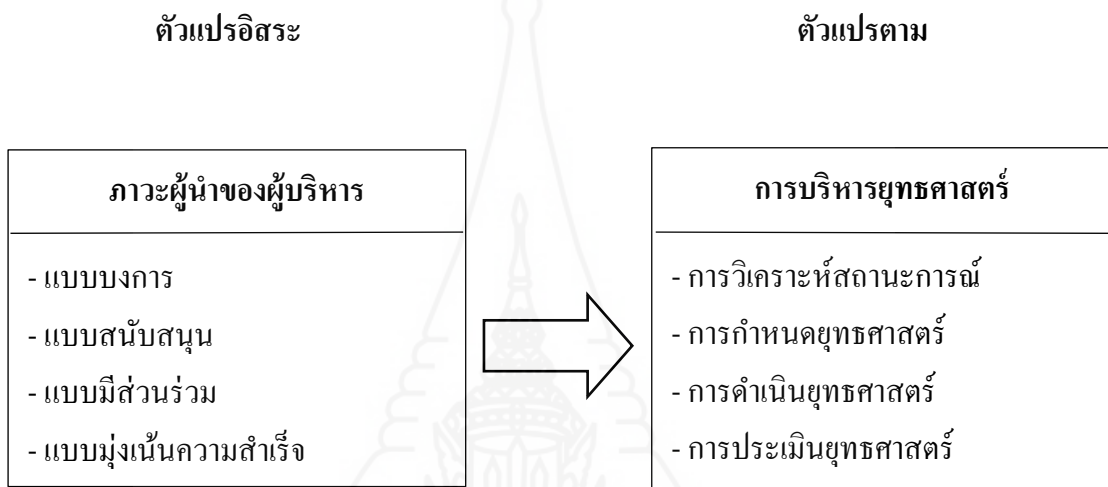 ตัวแปรอิสระ
ตัวแปรตาม
ภาวะผู้นำของผู้บริหาร
- แบบบงการ
- แบบสนับสนุน
- แบบมีส่วนร่วม
- แบบมุ่งเน้นความสำเร็จ
การบริหารยุทธศาสตร์
- การวิเคราะห์สถานะการณ์
- การกำหนดยุทธศาสตร์
- การดำเนินยุทธศาสตร์
- การประเมินยุทธศาสตร์